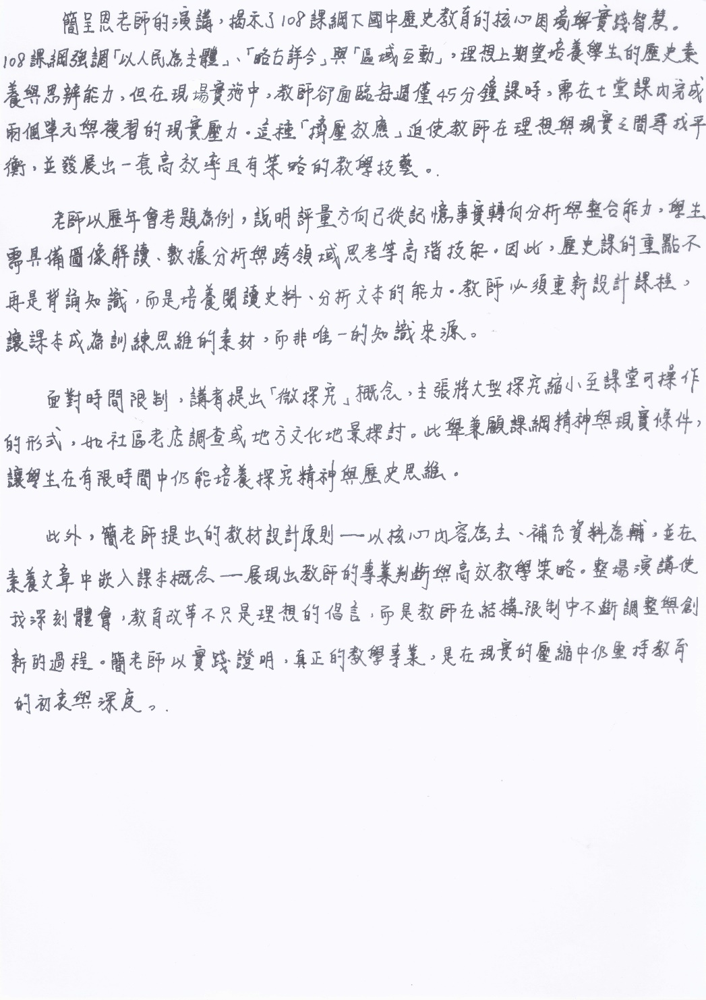 簡呈恩老師的演講，揭示了108課綱下國中歷史教育的核心困境與實踐智慧。
108課綱強調「以人民為主體」、「略古詳今」與「區域互動」，理想上期望培養學生的歷史素
養與思辨能力，但在現場實施中，教師卻面臨每週僅45分鐘課時，需在七堂課內完成
兩個單元與複習的現實壓力。這種「擠壓效應」迫使教師在理想與現實之間尋找平
衡，並發展出一套高效率且有策略的教學技藝。
老師以歷年會考題為例，說明評量方向已從記憶事實轉向分析與整合能力，學生
需具備圖像解讀、數據分析與跨領域思考等高階技能。因此，歷史課的重點不
再是背誦知識，而是培養閱讀史料、分析文本的能力。教師必須重新設計課程，
讓課本成為訓練思維的素材，而非唯一的知識來源。
面對時間限制，講者提出「微探究」概念，主張將大型探究縮小至課堂可操作
的形式，如社區老店調查或地方文化地景探討。此舉兼顧課綱精神與現實條件，
讓學生在有限時間中仍能培養探究精神與歷史思維。
此外，簡老師提出的教材設計原則——以核心內容為主、補充資料為輔，並在
素養文章中嵌入課本概念——展現出教師的專業判斷與高效教學策略。整場演講使
我深刻體會，教育改革不只是理想的倡言，而是教師在結構限制中不斷調整與創
新的過程。簡老師以實踐證明，真正的教學專業，是在現實的壓縮中仍堅持教育
的初衷與深度。